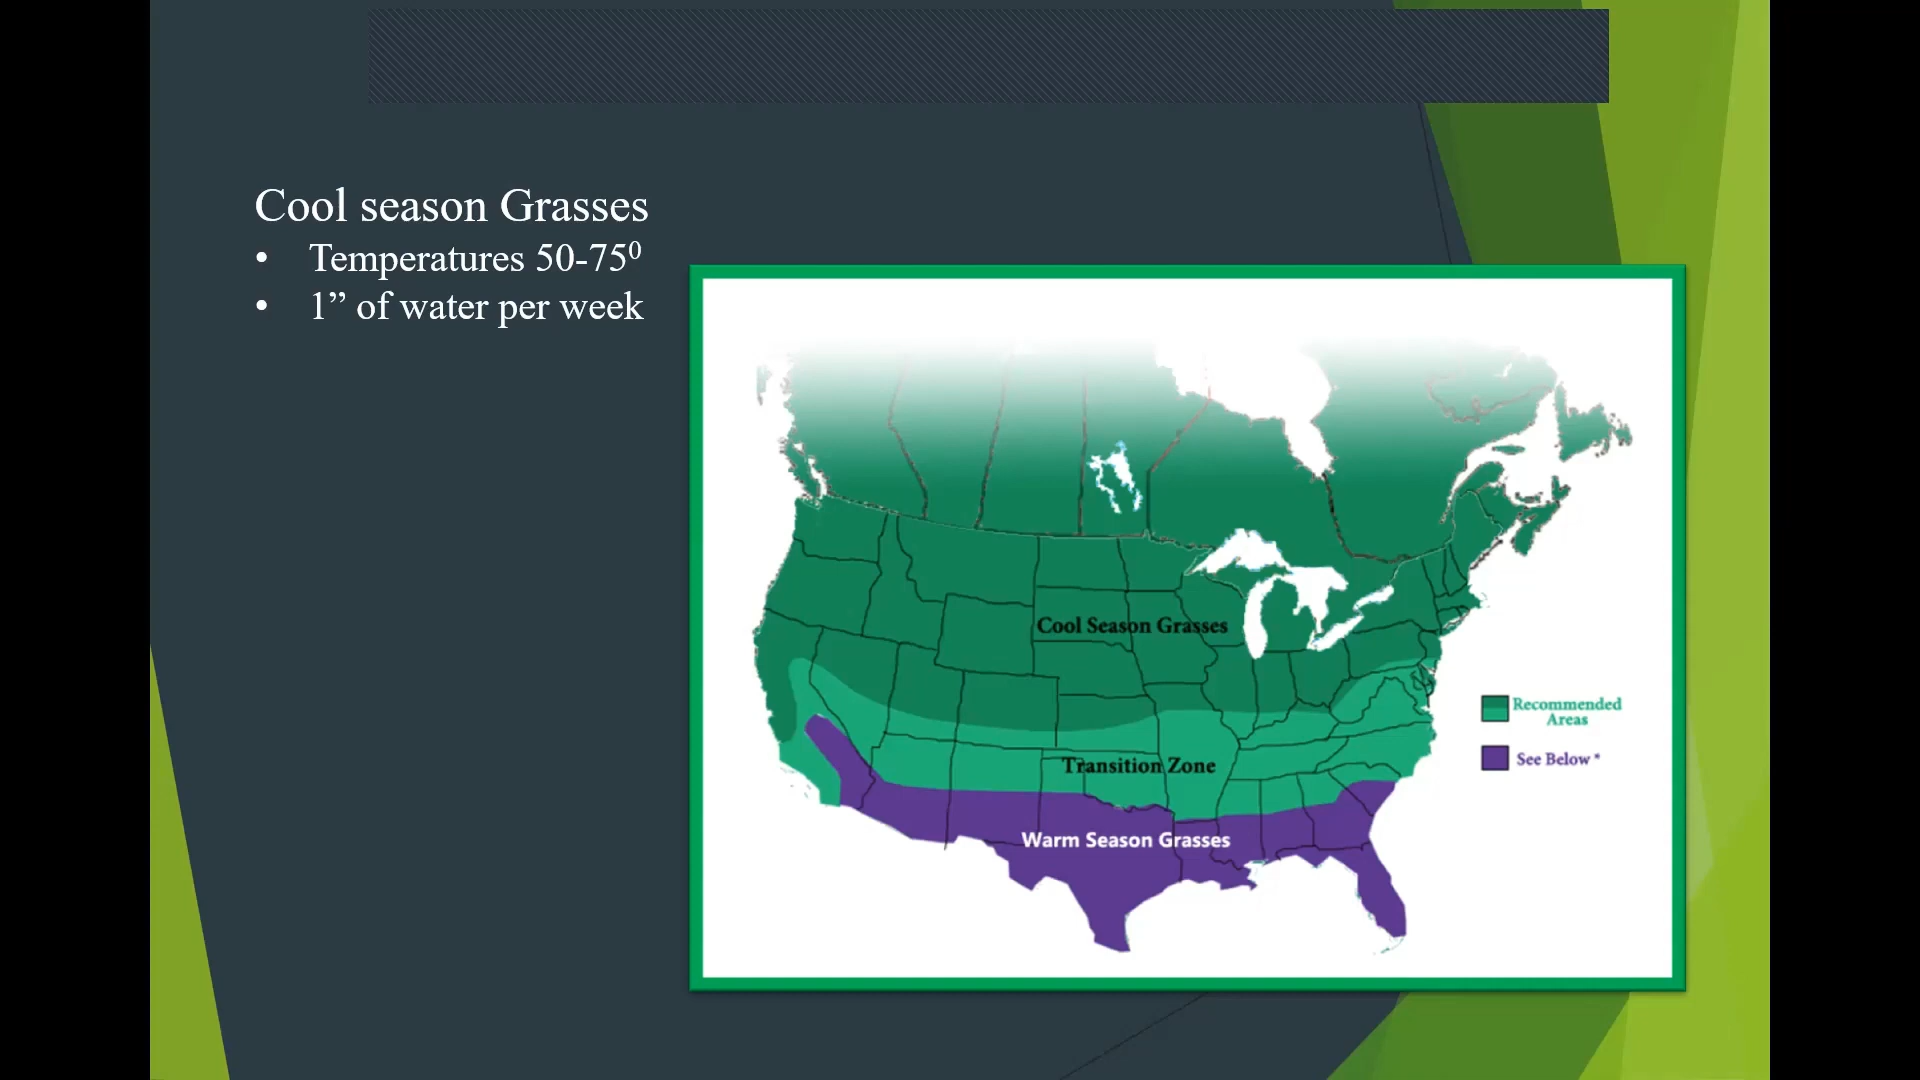 Cool season Grasses
• Temperatures 50-75⁰
• 1” of water per week
Cool Season Grasses
Recommended
Areas
See Below *
Transition Zone
Warm Season Grasses